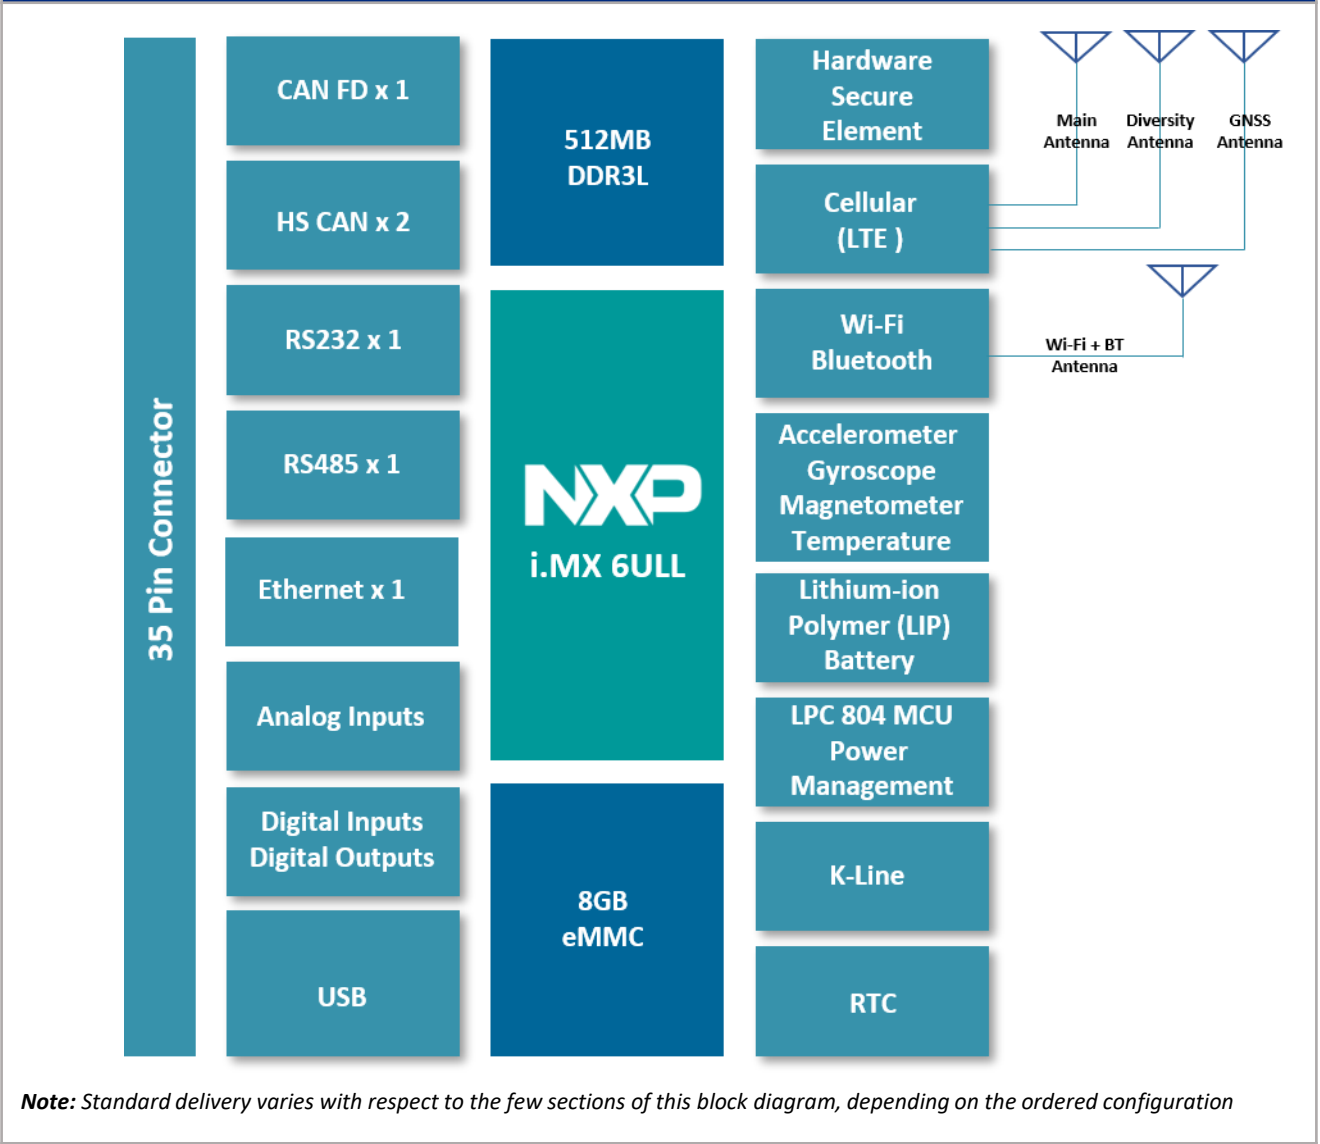 35 Pin Connector
CAN FD x 1
HS CAN x 2
RS232 x 1
RS485 x 1
Ethernet x 1
Analog Inputs
Digital Inputs
Digital Outputs
USB
512MB
DDR3L
NXP
i.MX 6ULL
8GB
eMMC
Hardware
Secure
Element
Cellular
(LTE )
Wi-Fi
Bluetooth
Accelerometer
Gyroscope
Magnetometer
Temperature
Lithium-ion
Polymer (LIP)
Battery
LPC 804 MCU
Power
Management
K-Line
RTC
Main
Antenna
Diversity
Antenna
GNSS
Antenna
Wi-Fi + BT
Antenna
Note: Standard delivery varies with respect to the few sections of this block diagram, depending on the ordered configuration